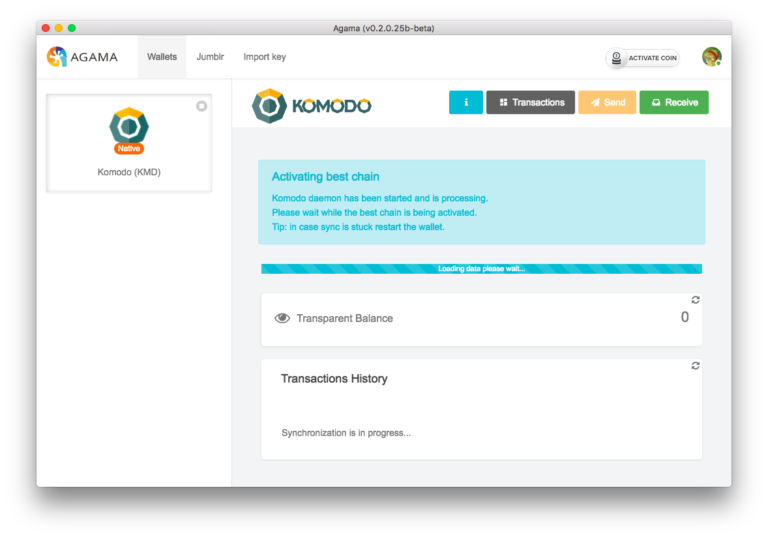 Agama (v0.2.0.25b-beta)
AGAMA
Wallets
Jumblr
Import key
ACTIVATE COIN
Native
Komodo (KMD)
KOMODO
i
Transactions
Send
Receive
Activating best chain
Komodo daemon has been started and is processing.
Please wait while the best chain is being activated.
Tip: in case sync is stuck restart the wallet.
Loading data please wait...
Transparent Balance
0
Transactions History
Synchronization is in progress...